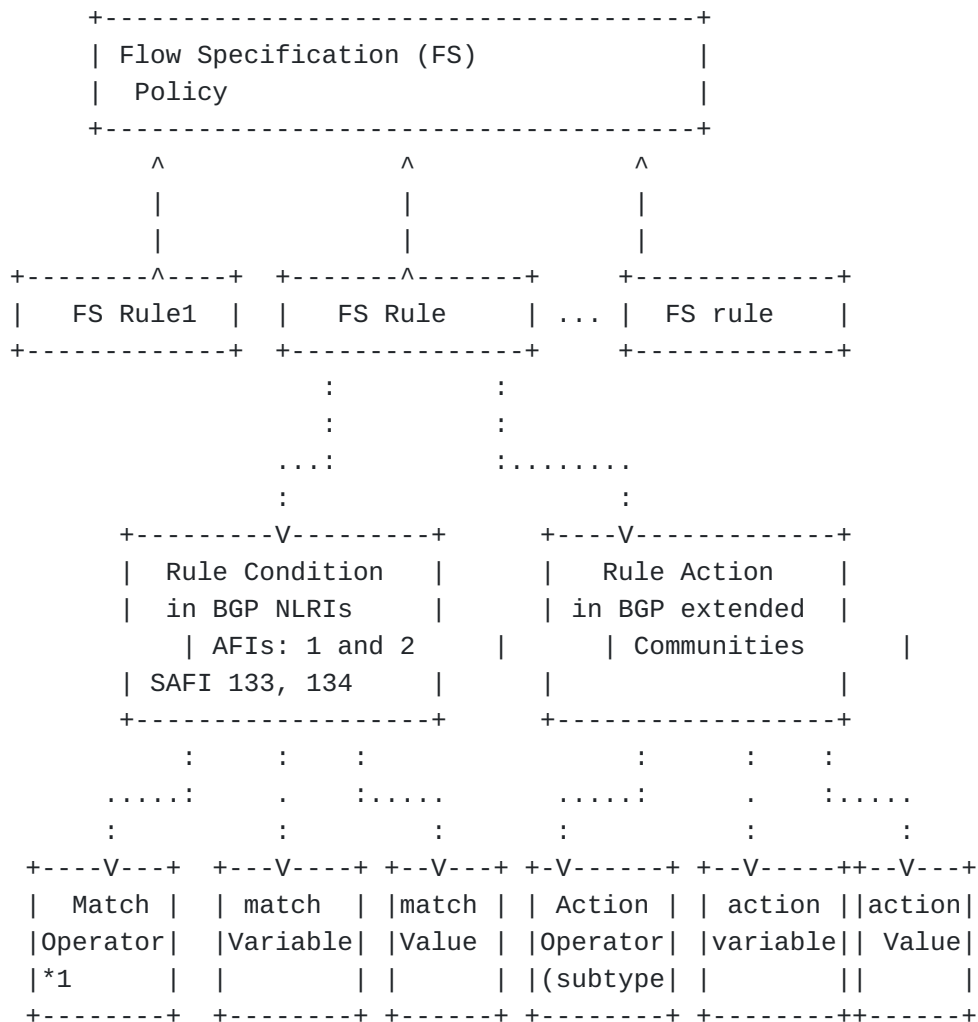 +---------------------------------------+
| Flow Specification (FS)               |
|  Policy                               |
+---------------------------------------+
    ^               ^              ^
    |               |              |
    |               |              |
+--------^----+  +-------^-------+     +-------------+
|   FS Rule1  |  |   FS Rule     | ... |  FS rule    |
+-------------+  +---------------+     +-------------+
                    :          :
                    :          :
                 ...:          :........
                 :                     :
       +---------V---------+      +----V-------------+
       |  Rule Condition   |      |   Rule Action    |
       |  in BGP NLRIs     |      | in BGP extended  |
           | AFIs: 1 and 2     |      | Communities      |
       | SAFI 133, 134     |      |                  |
       +-------------------+      +------------------+
           :     :    :                 :      :    :
      .....:     .    :.....       .....:      .    :.....
      :          :         :       :           :         :
 +----V---+  +---V----+ +--V---+ +-V------+ +--V-----++--V---+
 |  Match |  | match  | |match | | Action | | action ||action|
 |Operator|  |Variable| |Value | |Operator| |variable|| Value|
 |*1      |  |        | |      | |(subtype| |        ||      |
 +--------+  +--------+ +------+ +--------+ +--------++------+